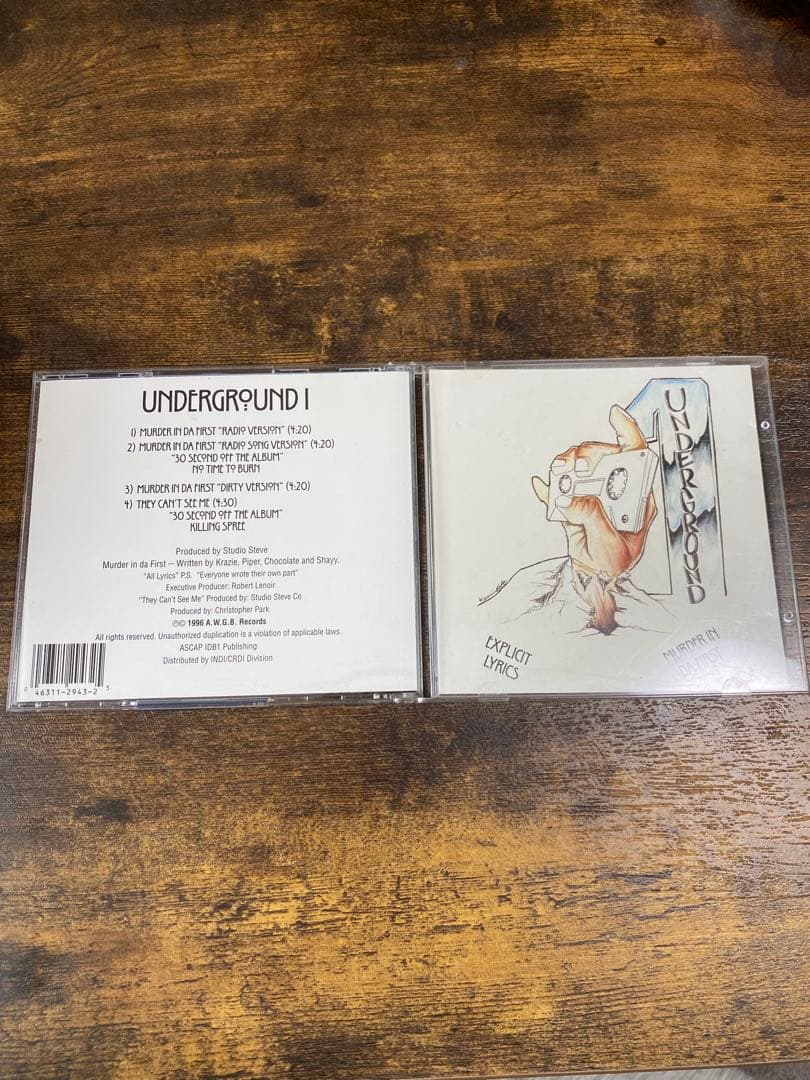 UNDERGROUND 1
1) MURDER IN DA FIRST "RADIO VERSION" (4:20)
2) MURDER IN DA FIRST "RADIO SONG VERSION" (4:20)
"30 SECOND OFF THE ALBUM"
NO TIME TO BURN
3) MURDER IN DA FIRST "DIRTY VERSION" (4:20)
4) THEY CAN'T SEE ME (4:30)
"30 SECOND OFF THE ALBUM"
KILLING SPREE
Produced by Studio Steve
Murder in da First -- Written by Krazie, Piper, Chocolate and Shayy.
"All Lyrics" P.S. "Everyone wrote their own part"
Executive Producer: Robert Lenoir
"They Can't See Me" Produced by: Studio Steve Co
Produced by: Christopher Park
℗© 1996 A.W.G.B. Records
All rights reserved. Unauthorized duplication is a violation of applicable laws.
ASCAP IDB1 Publishing
Distributed by INDI/CRDI Division
0 46311-2943-2 5
UNDERGROUND
EXPLICIT
LYRICS
MURDER IN
DA FIRST